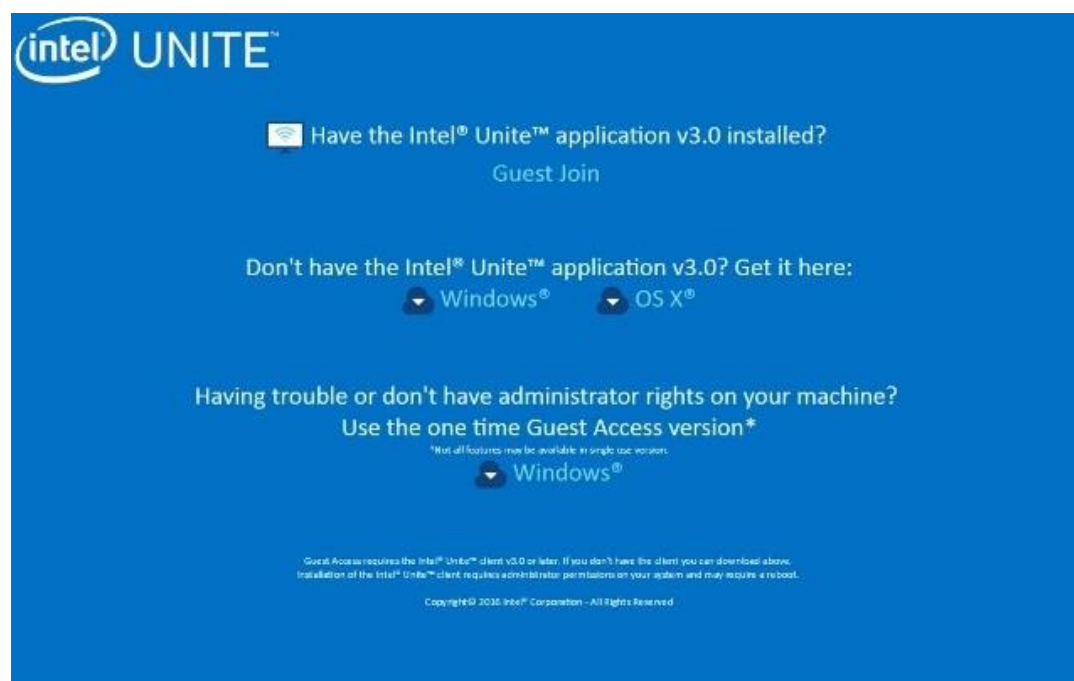 intel UNITE™
Have the Intel® Unite™ application v3.0 installed?
Guest Join
Don't have the Intel® Unite™ application v3.0? Get it here:
Windows® OS X®
Having trouble or don't have administrator rights on your machine?
Use the one time Guest Access version*
*Not all features may be available in single use version.
Windows®
Guest Access requires the Intel® Unite™ client v3.0 or later. If you don't have the client you can download above.
Installation of the Intel® Unite™ client requires administrator permissions on your system and may require a reboot.
Copyright© 2016 Intel® Corporation - All Rights Reserved